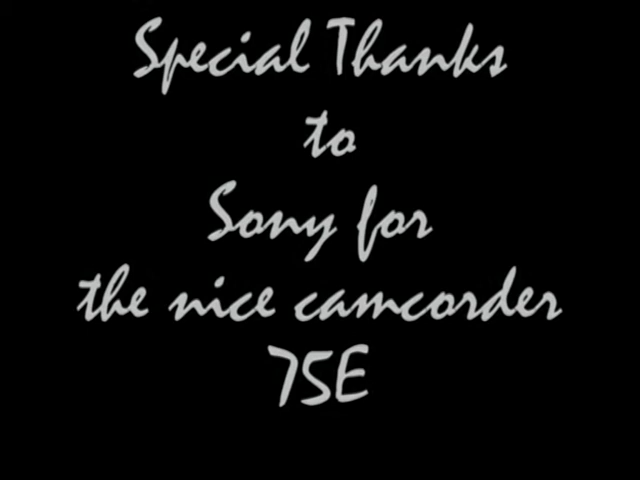 Special Thanks
to
Sony for
the nice camcorder
75E